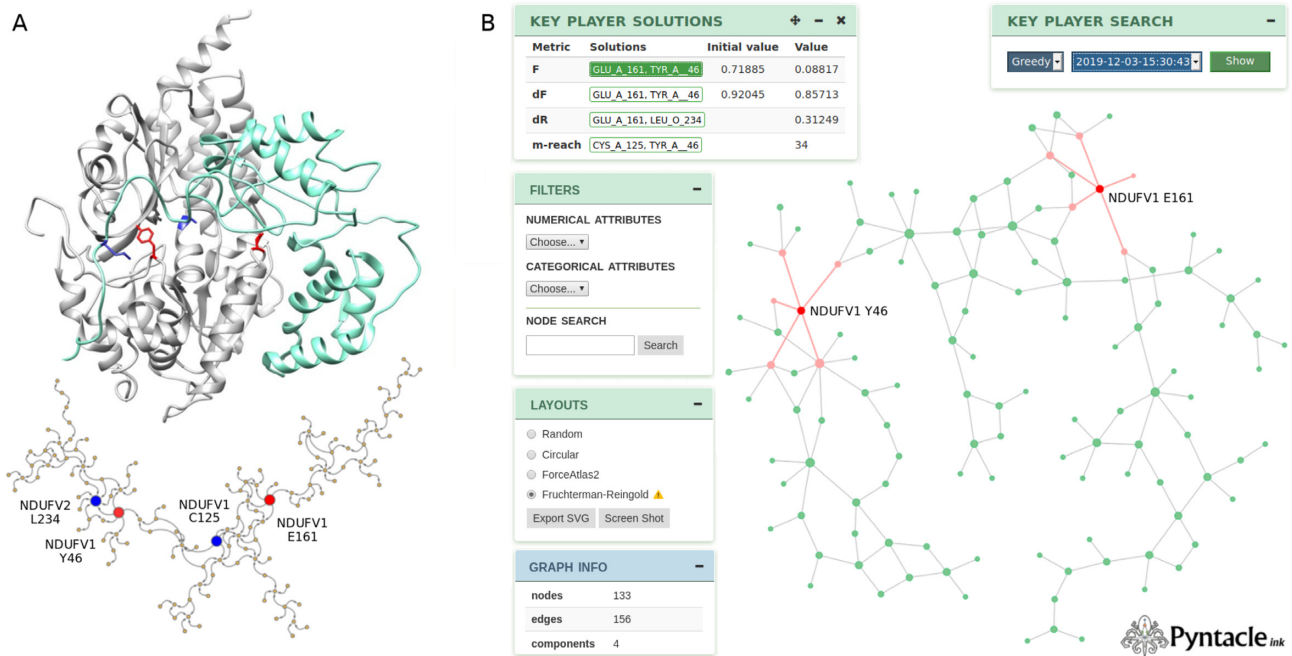 A
NDUFV2
L234
NDUFV1
Y46
NDUFV1
C125
NDUFV1
E161
B
KEY PLAYER SOLUTIONS
Metric Solutions Initial value Value
F GLU_A_161, TYR_A__46 0.71885 0.08817
dF GLU_A_161, TYR_A__46 0.92045 0.85713
dR GLU_A_161, LEU_O_234 0.31249
m-reach CYS_A_125, TYR_A__46 34
KEY PLAYER SEARCH
Greedy 2019-12-03-15:30:43 Show
FILTERS
NUMERICAL ATTRIBUTES
Choose...
CATEGORICAL ATTRIBUTES
Choose...
NODE SEARCH
Search
LAYOUTS
Random
Circular
ForceAtlas2
Fruchterman-Reingold
Export SVG Screen Shot
GRAPH INFO
nodes 133
edges 156
components 4
NDUFV1 E161
NDUFV1 Y46
Pyntacle ink